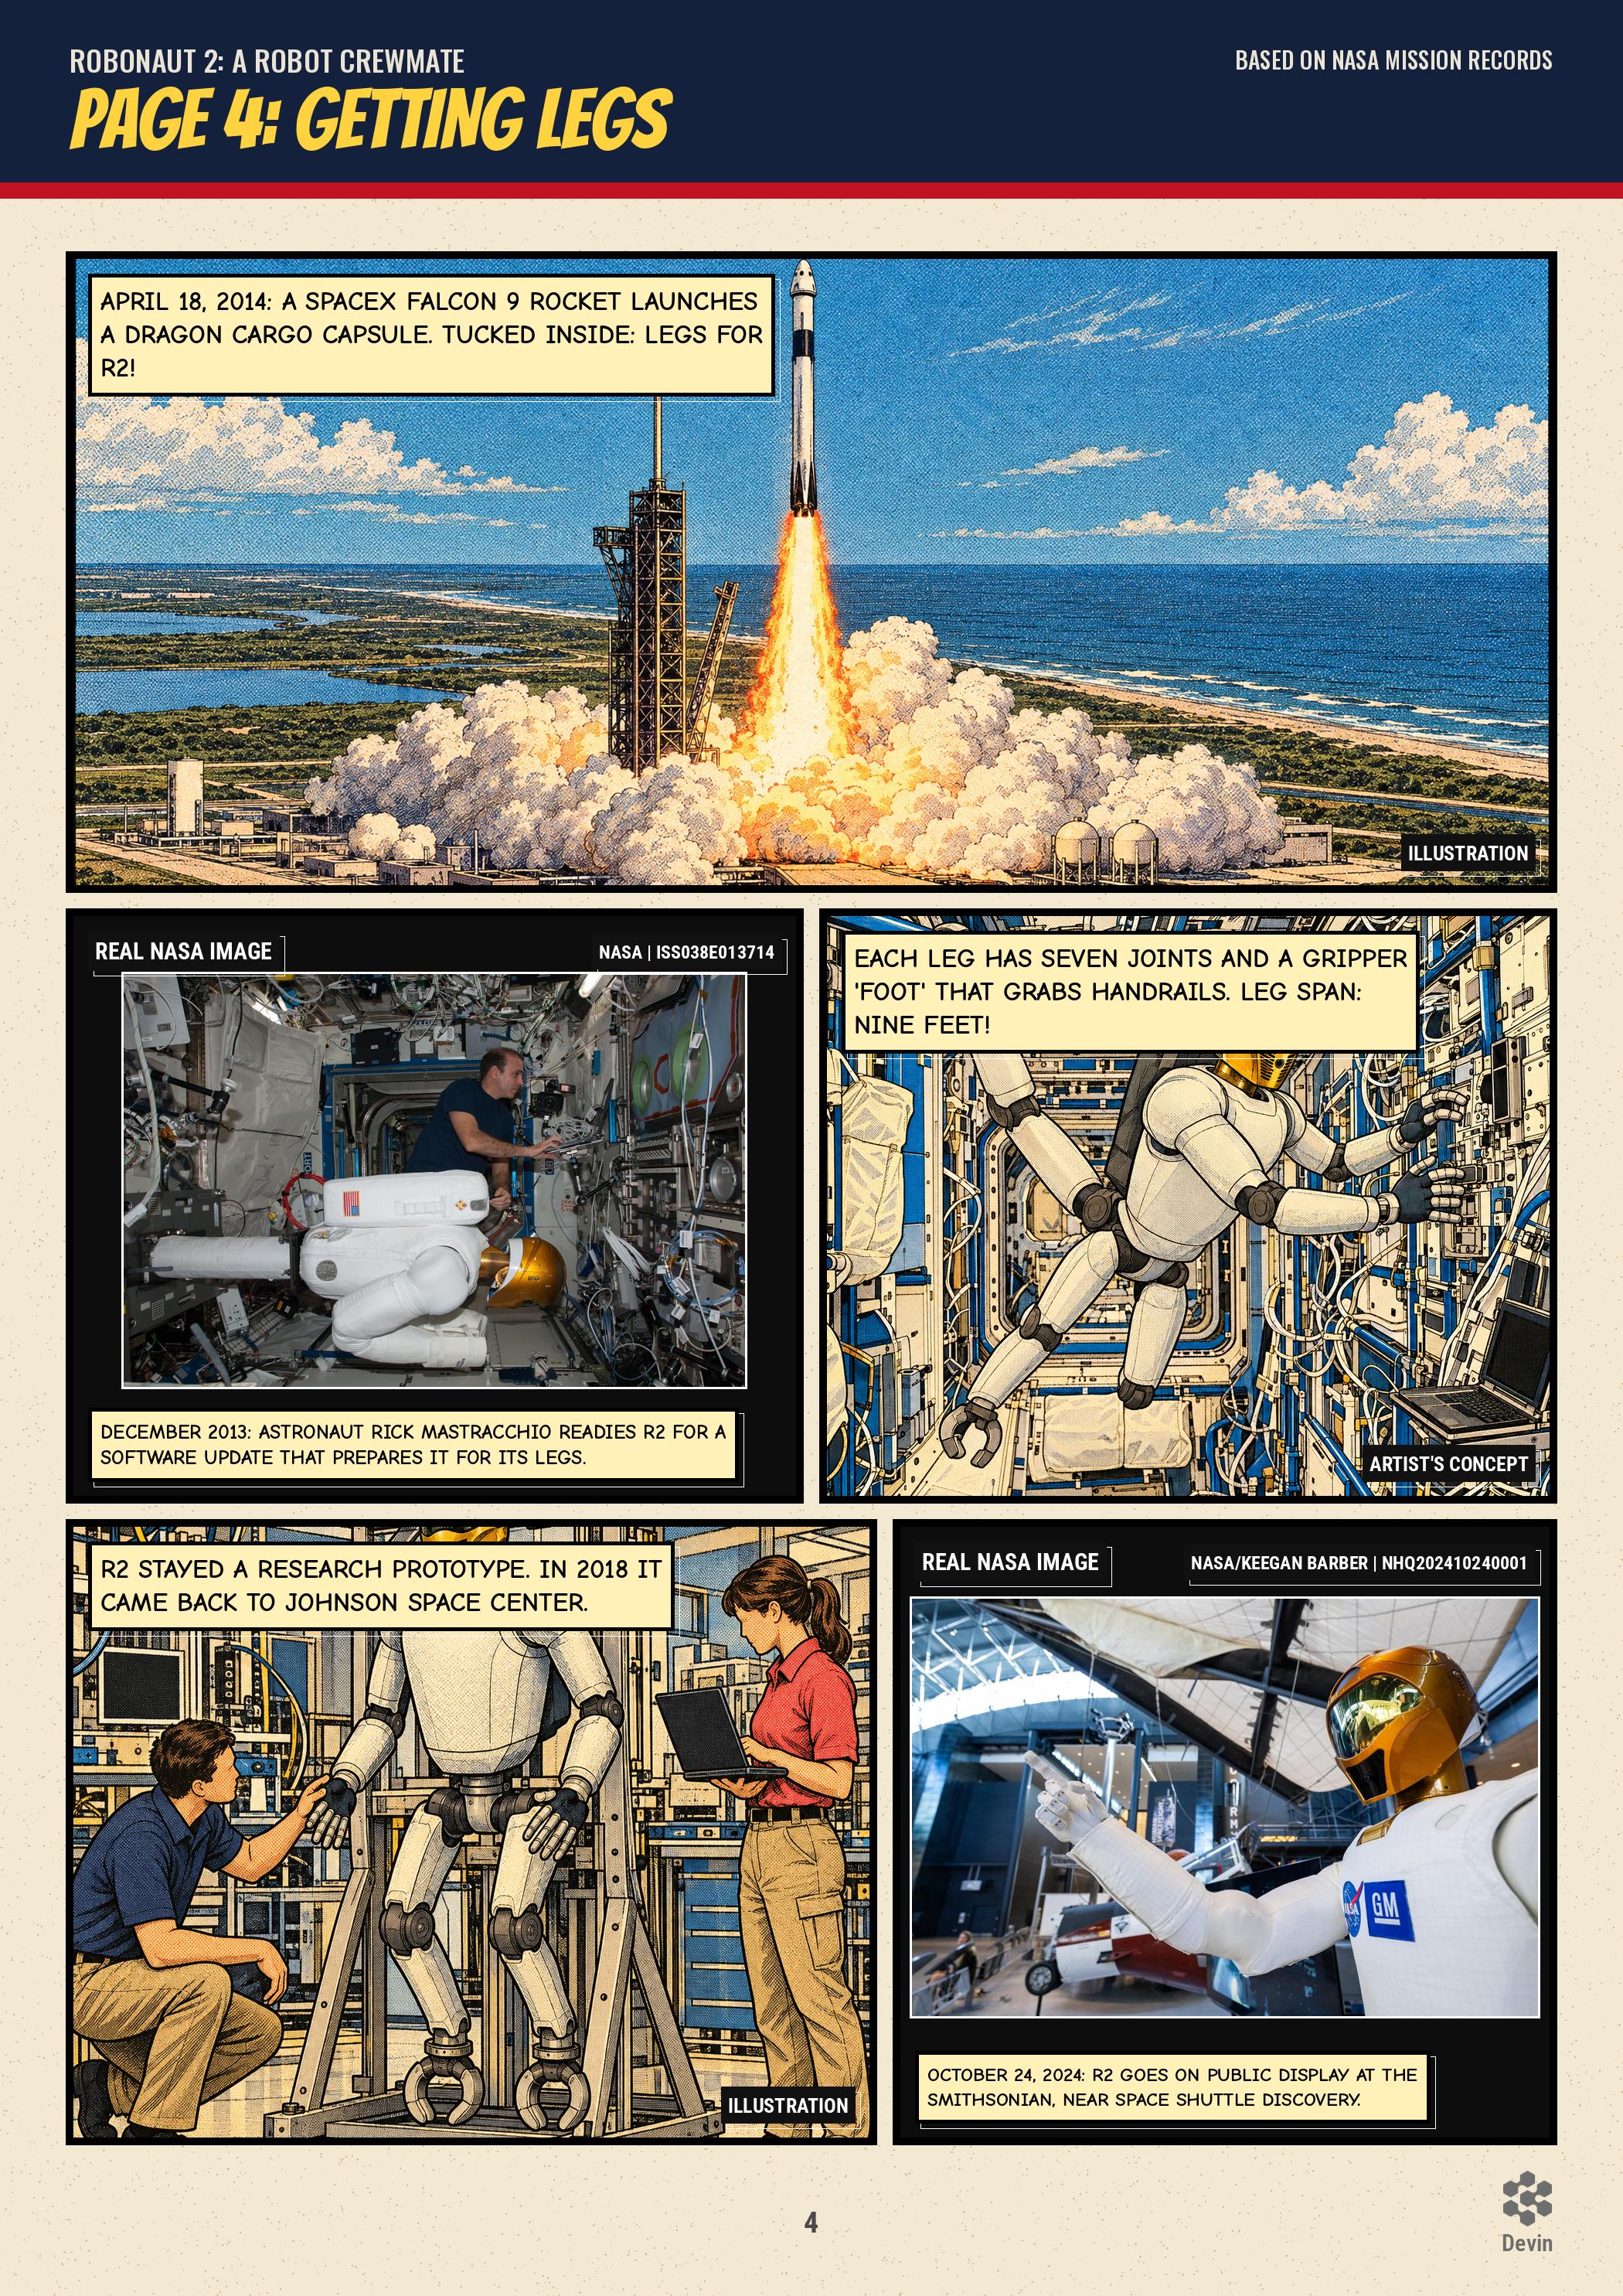 ROBONAUT 2: A ROBOT CREWMATE
BASED ON NASA MISSION RECORDS
PAGE 4: GETTING LEGS
APRIL 18, 2014: A SPACEX FALCON 9 ROCKET LAUNCHES
A DRAGON CARGO CAPSULE. TUCKED INSIDE: LEGS FOR
R2!
ILLUSTRATION
REAL NASA IMAGE
NASA | ISS038E013714
DECEMBER 2013: ASTRONAUT RICK MASTRACCHIO READIES R2 FOR A
SOFTWARE UPDATE THAT PREPARES IT FOR ITS LEGS.
EACH LEG HAS SEVEN JOINTS AND A GRIPPER
'FOOT' THAT GRABS HANDRAILS. LEG SPAN:
NINE FEET!
ARTIST'S CONCEPT
R2 STAYED A RESEARCH PROTOTYPE. IN 2018 IT
CAME BACK TO JOHNSON SPACE CENTER.
ILLUSTRATION
REAL NASA IMAGE
NASA/KEEGAN BARBER | NHQ202410240001
NASA
GM
OCTOBER 24, 2024: R2 GOES ON PUBLIC DISPLAY AT THE
SMITHSONIAN, NEAR SPACE SHUTTLE DISCOVERY.
4
Devin